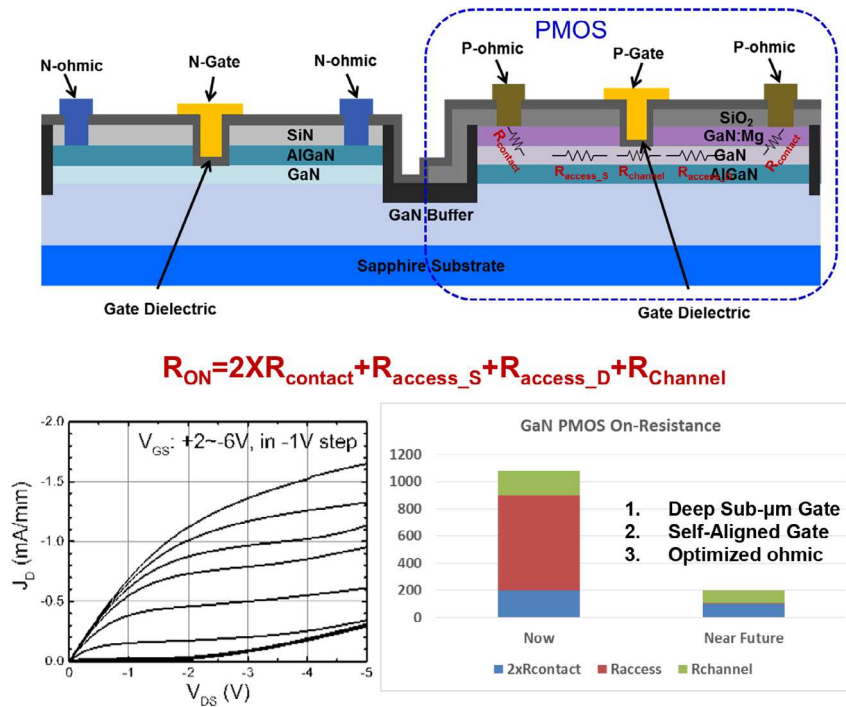 PMOS
N-ohmic
N-Gate
N-ohmic
P-ohmic
P-Gate
P-ohmic
SiN
AlGaN
GaN
SiO2
GaN:Mg
GaN
AlGaN
Rcontact
Raccess_S
Rchannel
Rcontact
GaN Buffer
Sapphire Substrate
Gate Dielectric
Gate Dielectric
RON=2XRcontact+Raccess_S+Raccess_D+RChannel
-2.0
-1.5
-1.0
-0.5
0.0
VGS: +2~-6V, in -1V step
JD (mA/mm)
0
-1
-2
-3
-4
-5
VDS (V)
GaN PMOS On-Resistance
1200
1000
800
600
400
200
0
1. Deep Sub-μm Gate
2. Self-Aligned Gate
3. Optimized ohmic
Now
Near Future
2xRcontact
Raccess
Rchannel